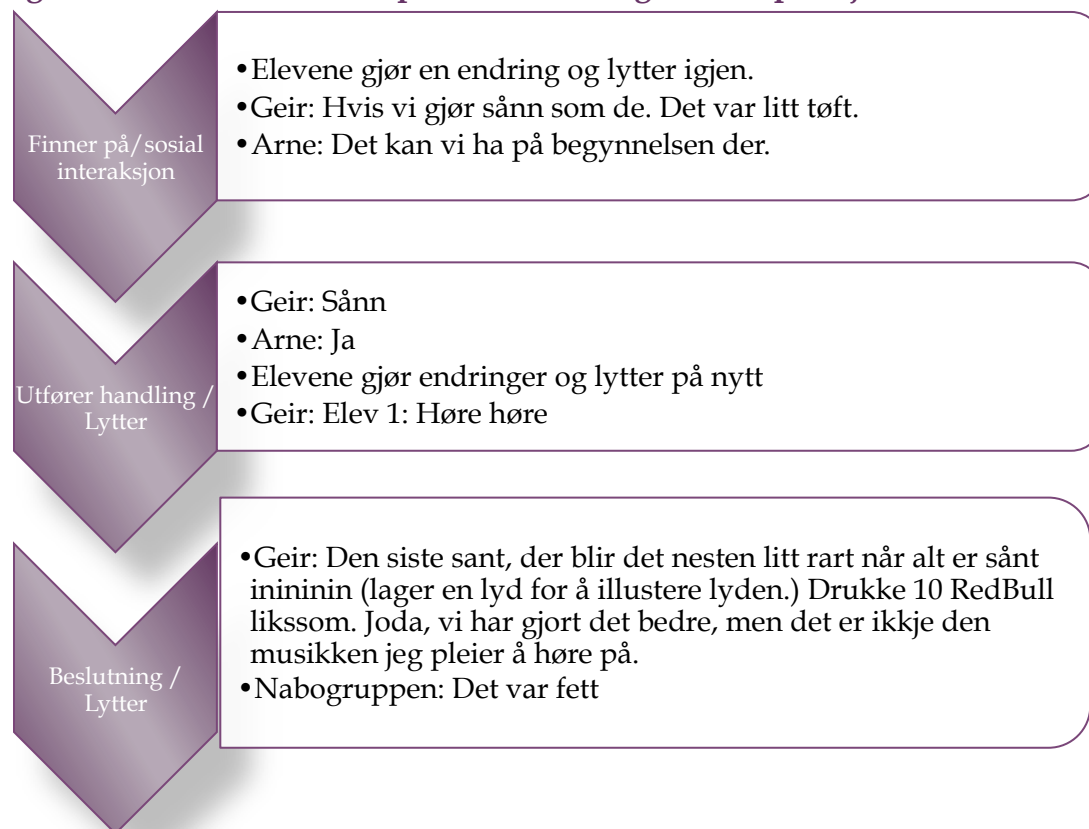 Finner på/sosial
interaksjon
•Elevene gjør en endring og lytter igjen.
•Geir: Hvis vi gjør sånn som de. Det var litt tøft.
•Arne: Det kan vi ha på begynnelsen der.
Utfører handling /
Lytter
•Geir: Sånn
•Arne: Ja
•Elevene gjør endringer og lytter på nytt
•Geir: Elev 1: Høre høre
Beslutning /
Lytter
•Geir: Den siste sant, der blir det nesten litt rart når alt er sånt
inininin (lager en lyd for å illustere lyden.) Drukke 10 RedBull
likssom. Joda, vi har gjort det bedre, men det er ikkje den
musikken jeg pleier å høre på.
•Nabogruppen: Det var fett